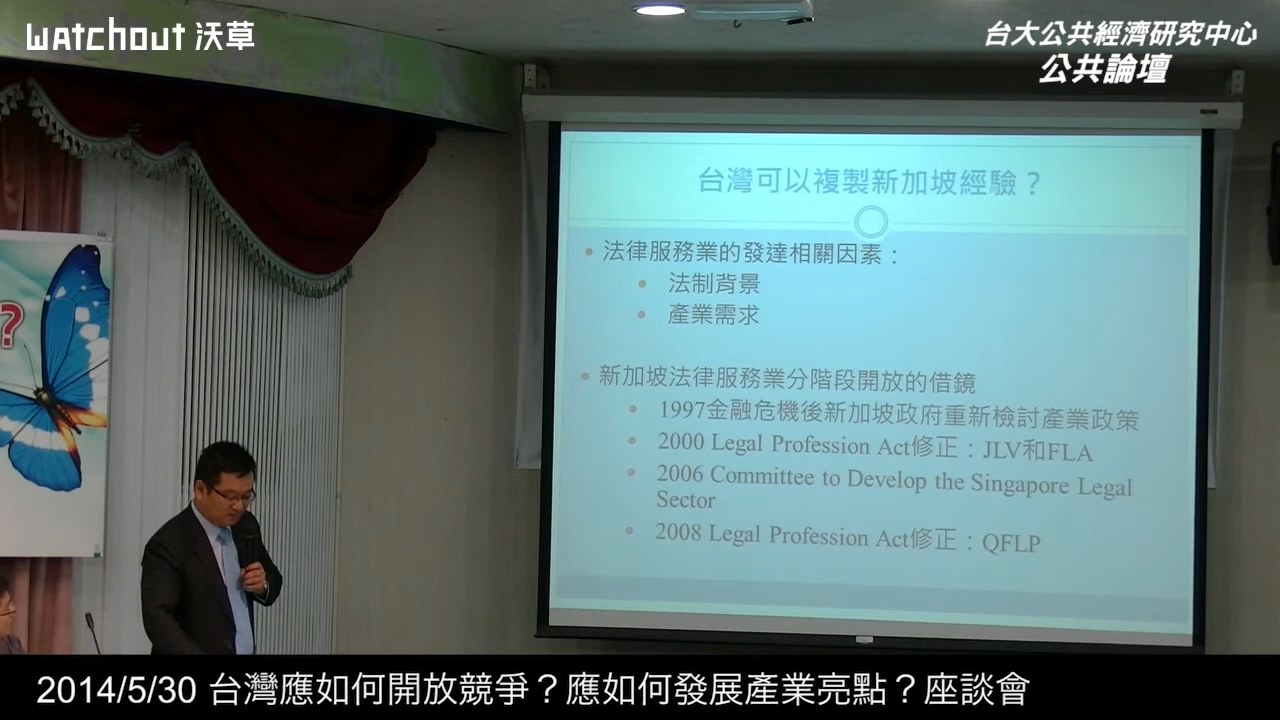 WATCHOUT 沃草
台大公共經濟研究中心
公共論壇
台灣可以複製新加坡經驗？
法律服務業的發達相關因素：
法制背景
產業需求
新加坡法律服務業分階段開放的借鏡
1997金融危機後新加坡政府重新檢討產業政策
2000 Legal Profession Act修正：JLV和FLA
2006 Committee to Develop the Singapore Legal
Sector
2008 Legal Profession Act修正：QFLP
?
2014/5/30 台灣應如何開放競爭？應如何發展產業亮點？座談會